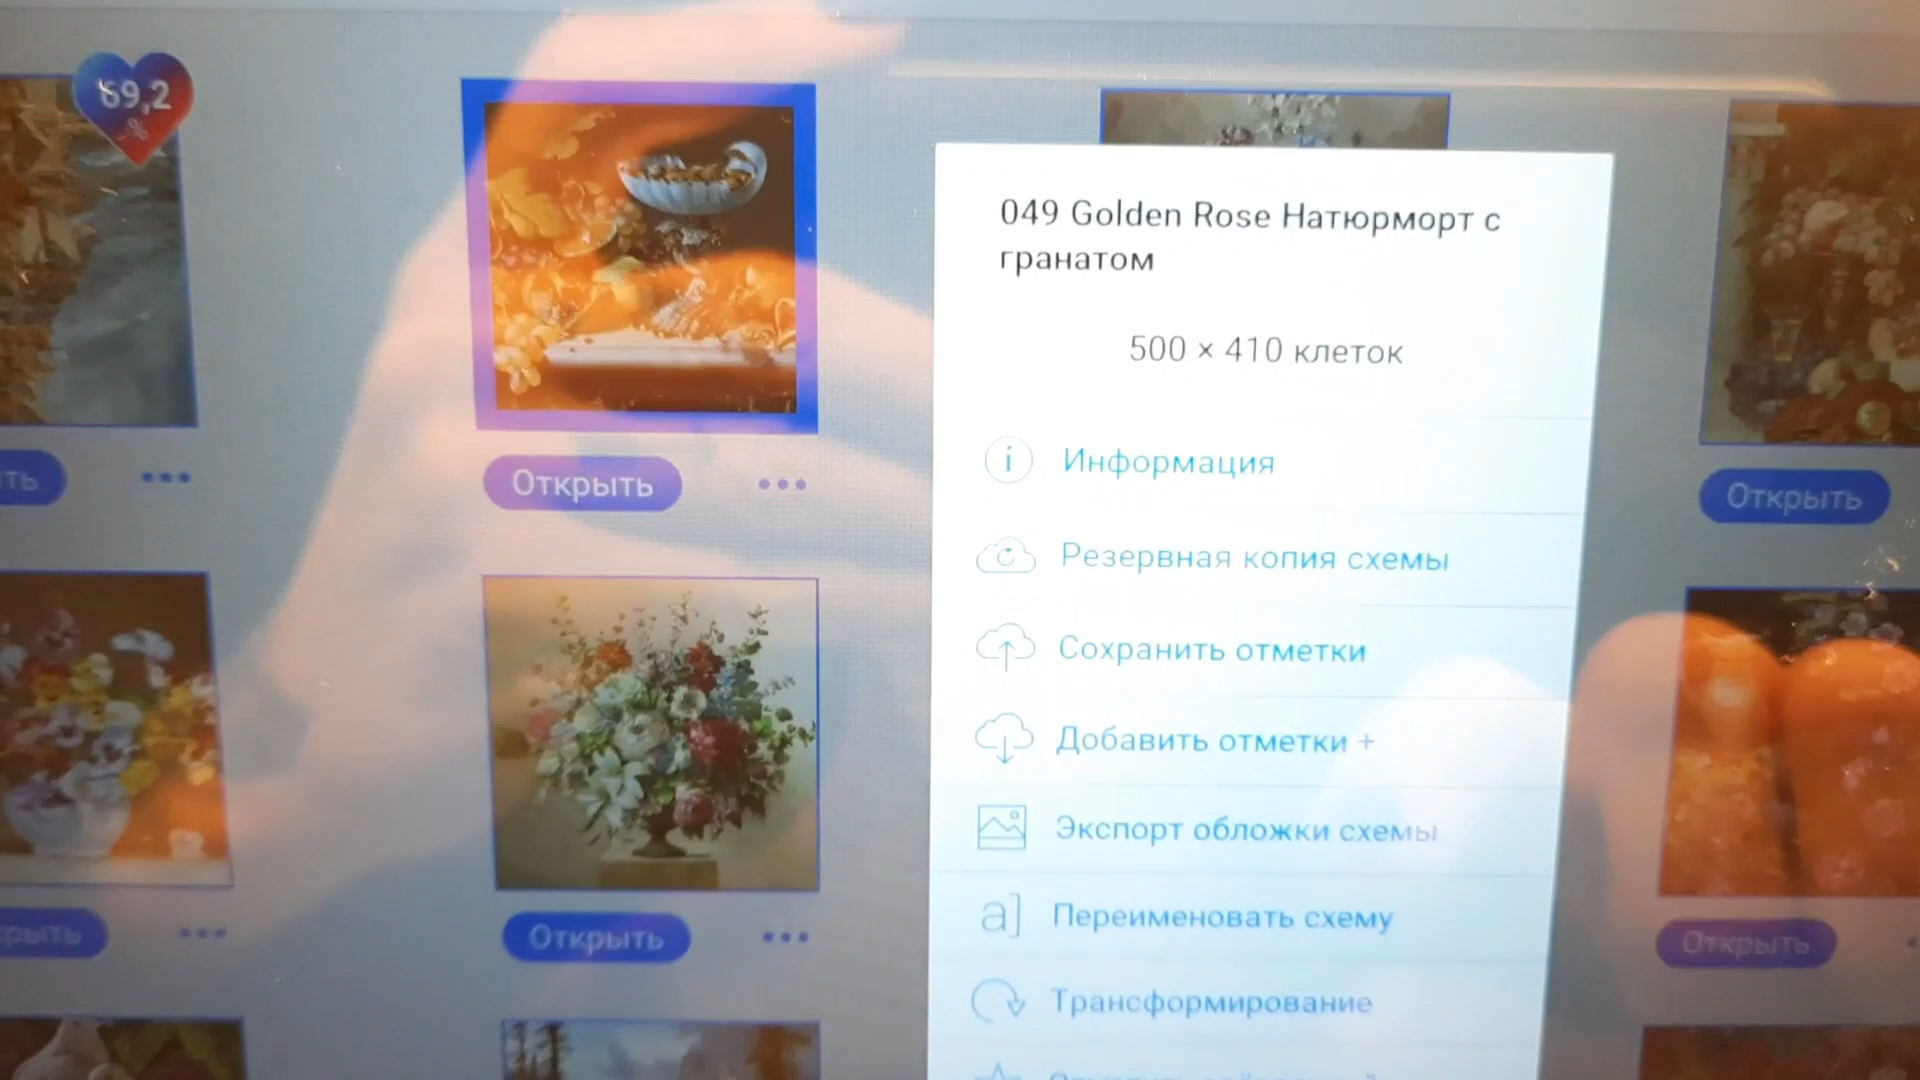 69,2
%
049 Golden Rose Натюрморт с
гранатом
500 × 410 клеток
Информация
Открыть
Открыть
Резервная копия схемы
Сохранить отметки
Добавить отметки +
Экспорт обложки схемы
a] Переименовать схему
Открыть
Открыть
Трансформирование